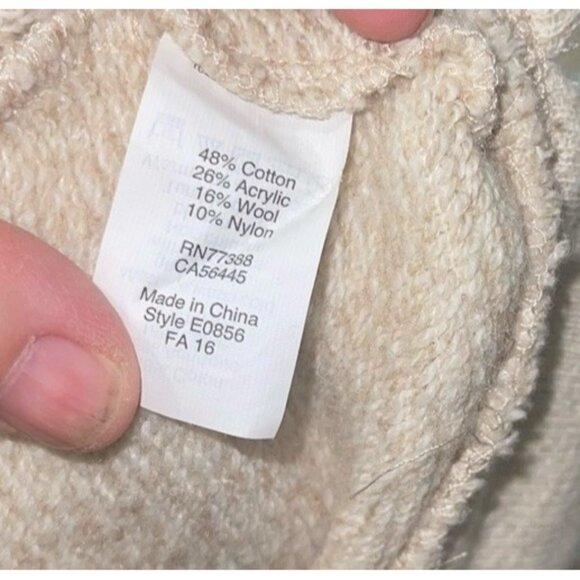 48% Cotton
26% Acrylic
16% Wool
10% Nylon
RN77388
CA56445
Made in China
Style E0856
FA 16